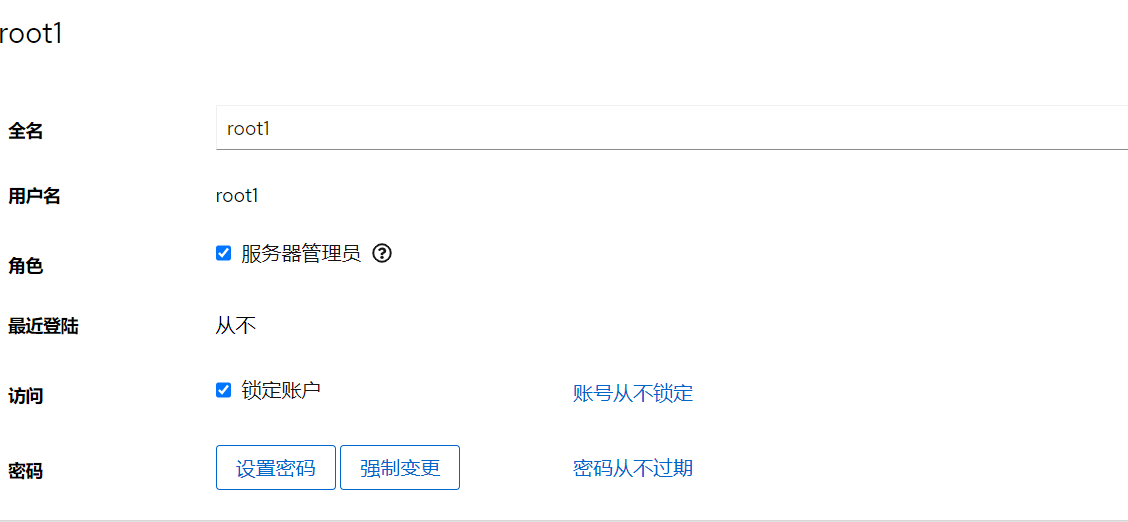 root1
全名 root1
用户名 root1
角色 服务器管理员
最近登陆 从不
访问 锁定账户 账号从不锁定
密码 设置密码 强制变更 密码从不过期